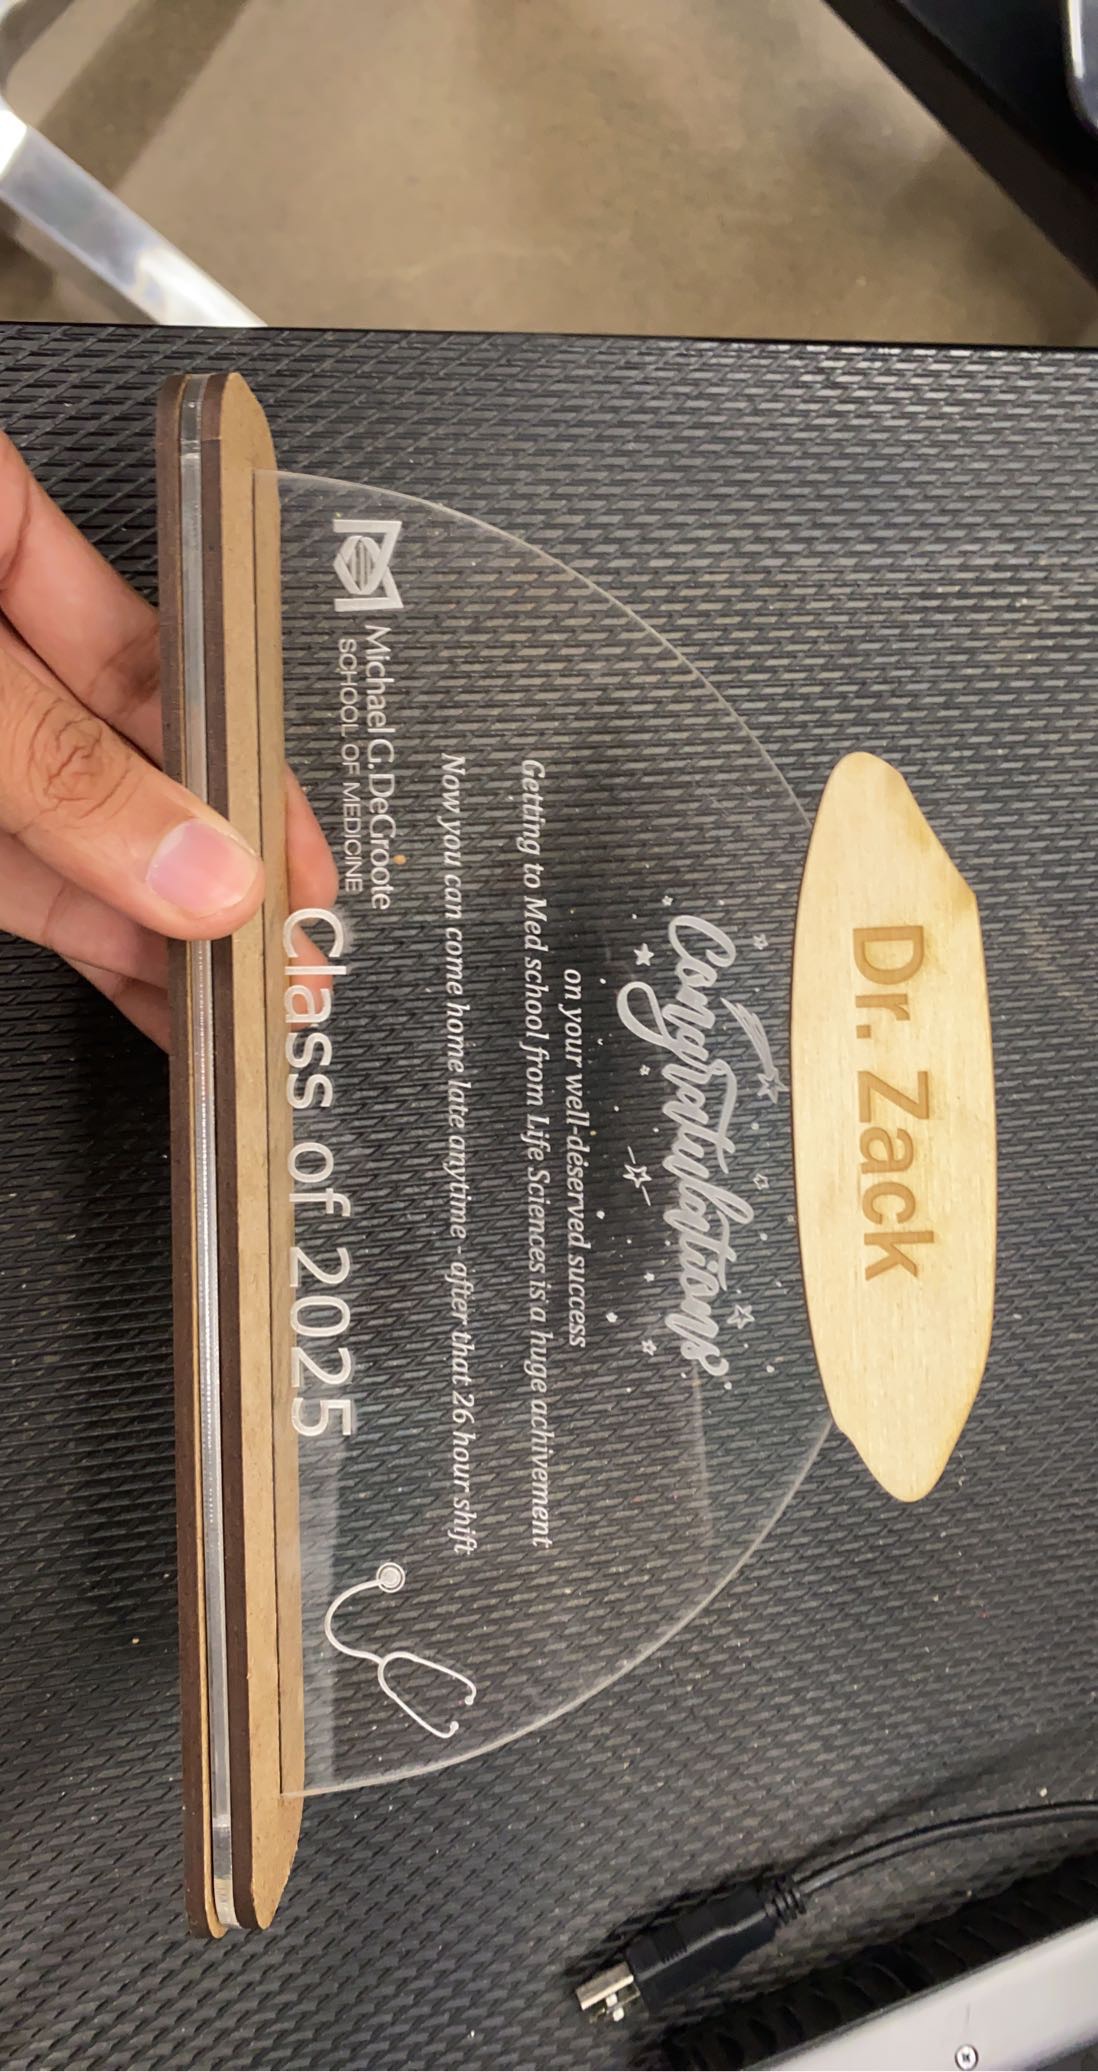 Dr. Zack
Congratulations
on your well-deserved success
Getting to Med school from Life Sciences is a huge achivement
Now you can come home late anytime - after that 26 hour shift
Michael G. DeGroote
SCHOOL OF MEDICINE
Class of 2025